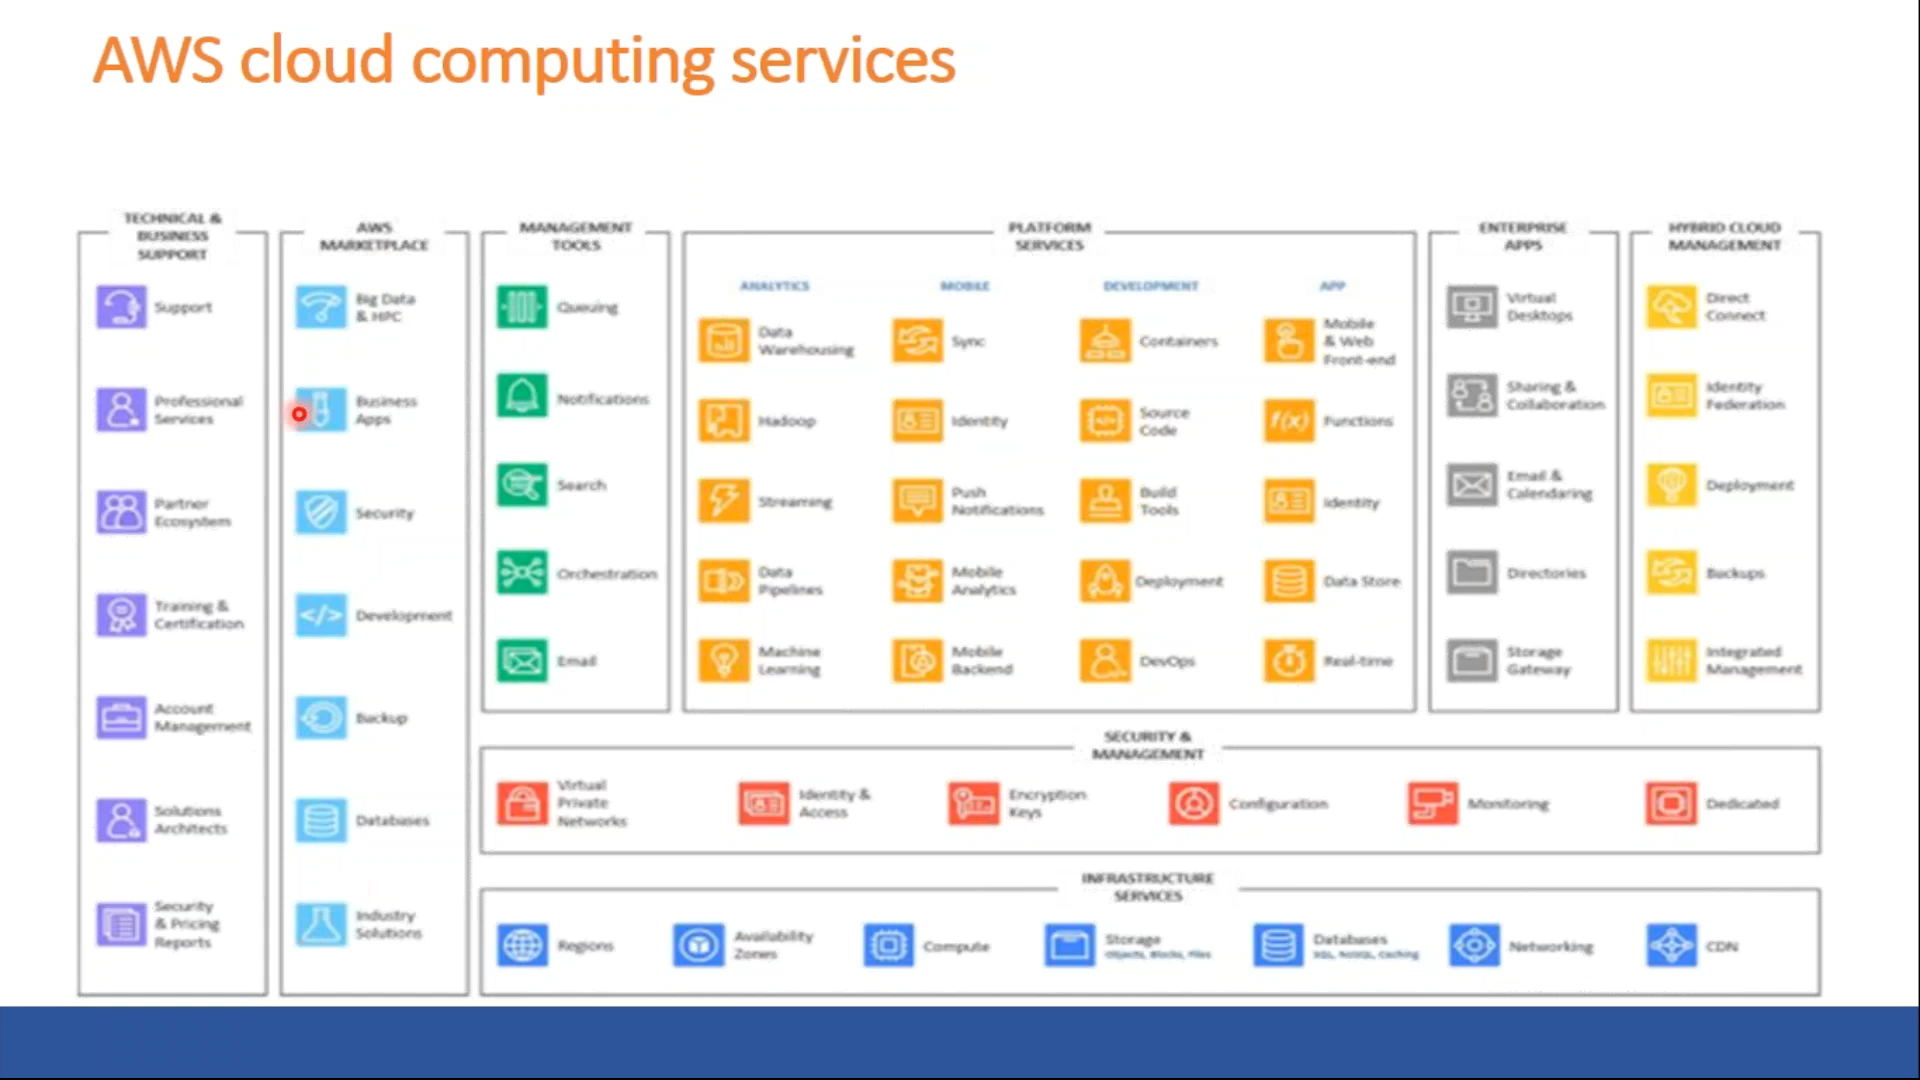 AWS cloud computing services
TECHNICAL &
BUSINESS
SUPPORT
Support
Professional
Services
Partner
Ecosystem
Training &
Certification
Account
Management
Solutions
Architects
Security
& Pricing
Reports
AWS
MARKETPLACE
Big Data
& HPC
Business
Apps
Security
Development
Backup
Databases
Industry
Solutions
MANAGEMENT
TOOLS
Queuing
Notifications
Search
Orchestration
Email
PLATFORM
SERVICES
ANALYTICS
Data
Warehousing
Hadoop
Streaming
Data
Pipelines
Machine
Learning
MOBILE
Sync
Identity
Push
Notifications
Mobile
Analytics
Mobile
Backend
DEVELOPMENT
Containers
Source
Code
Build
Tools
Deployment
DevOps
APP
Mobile
& Web
Front-end
f(x) Functions
Identity
Data Store
Real-time
ENTERPRISE
APPS
Virtual
Desktops
Sharing &
Collaboration
Email &
Calendaring
Directories
Storage
Gateway
HYBRID CLOUD
MANAGEMENT
Direct
Connect
Identity
Federation
Deployment
Backups
Integrated
Management
SECURITY &
MANAGEMENT
Virtual
Private
Networks
Identity &
Access
Encryption
Keys
Configuration
Monitoring
Dedicated
INFRASTRUCTURE
SERVICES
Regions
Availability
Zones
Compute
Storage
Objects, Blocks, Files
Databases
SQL, NoSQL, Caching
Networking
CDN